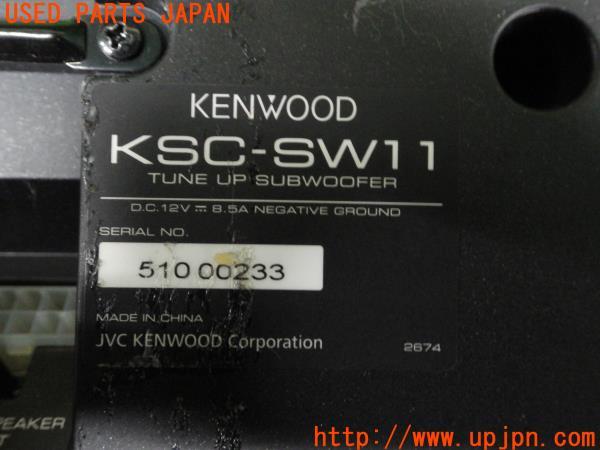 USED PARTS JAPAN
KENWOOD
KSC-SW11
TUNE UP SUBWOOFER
D.C.12V ⎓ 8.5A NEGATIVE GROUND
SERIAL NO.
510 00233
MADE IN CHINA
JVC KENWOOD Corporation
2674
http://www.upjpn.com